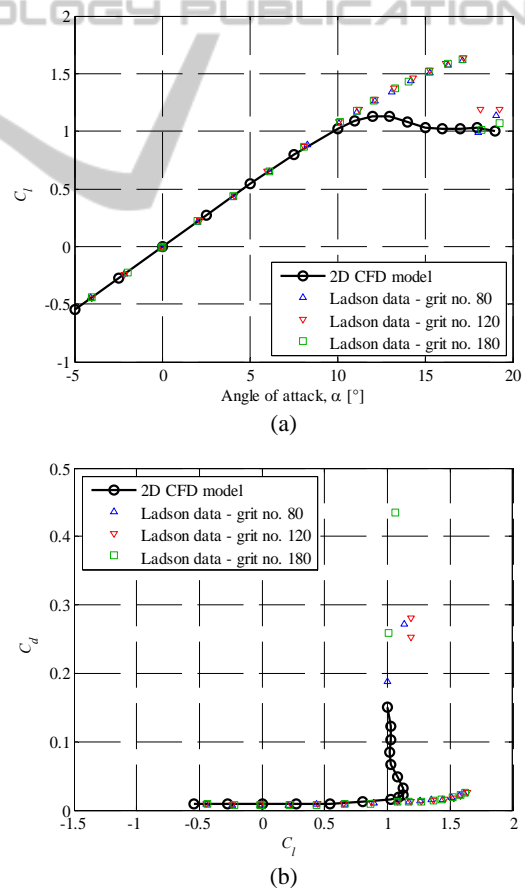 OLOGY PUBLICATION
2
1.5
1
0.5
0
-0.5
-1
-5
0
5
10
15
20
C_l
Angle of attack, α [°]
2D CFD model
Ladson data - grit no. 80
Ladson data - grit no. 120
Ladson data - grit no. 180
(a)
0.5
0.4
0.3
0.2
0.1
0
-1.5
-1
-0.5
0
0.5
1
1.5
2
C_d
C_l
2D CFD model
Ladson data - grit no. 80
Ladson data - grit no. 120
Ladson data - grit no. 180
(b)